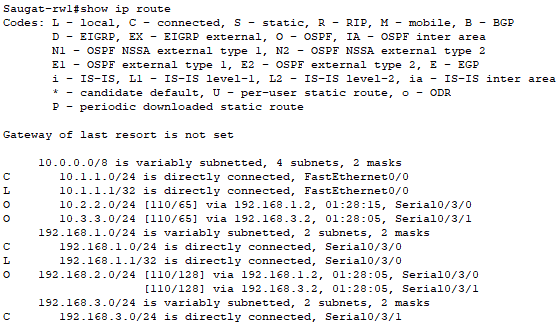 Saugat-rw1#show ip route
Codes: L - local, C - connected, S - static, R - RIP, M - mobile, B - BGP
       D - EIGRP, EX - EIGRP external, O - OSPF, IA - OSPF inter area
       N1 - OSPF NSSA external type 1, N2 - OSPF NSSA external type 2
       E1 - OSPF external type 1, E2 - OSPF external type 2, E - EGP
       i - IS-IS, L1 - IS-IS level-1, L2 - IS-IS level-2, ia - IS-IS inter area
       * - candidate default, U - per-user static route, o - ODR
       P - periodic downloaded static route

Gateway of last resort is not set

     10.0.0.0/8 is variably subnetted, 4 subnets, 2 masks
C       10.1.1.0/24 is directly connected, FastEthernet0/0
L       10.1.1.1/32 is directly connected, FastEthernet0/0
O       10.2.2.0/24 [110/65] via 192.168.1.2, 01:28:15, Serial0/3/0
O       10.3.3.0/24 [110/65] via 192.168.3.2, 01:28:05, Serial0/3/1
     192.168.1.0/24 is variably subnetted, 2 subnets, 2 masks
C       192.168.1.0/24 is directly connected, Serial0/3/0
L       192.168.1.1/32 is directly connected, Serial0/3/0
O    192.168.2.0/24 [110/128] via 192.168.1.2, 01:28:05, Serial0/3/0
                    [110/128] via 192.168.3.2, 01:28:05, Serial0/3/1
     192.168.3.0/24 is variably subnetted, 2 subnets, 2 masks
C       192.168.3.0/24 is directly connected, Serial0/3/1